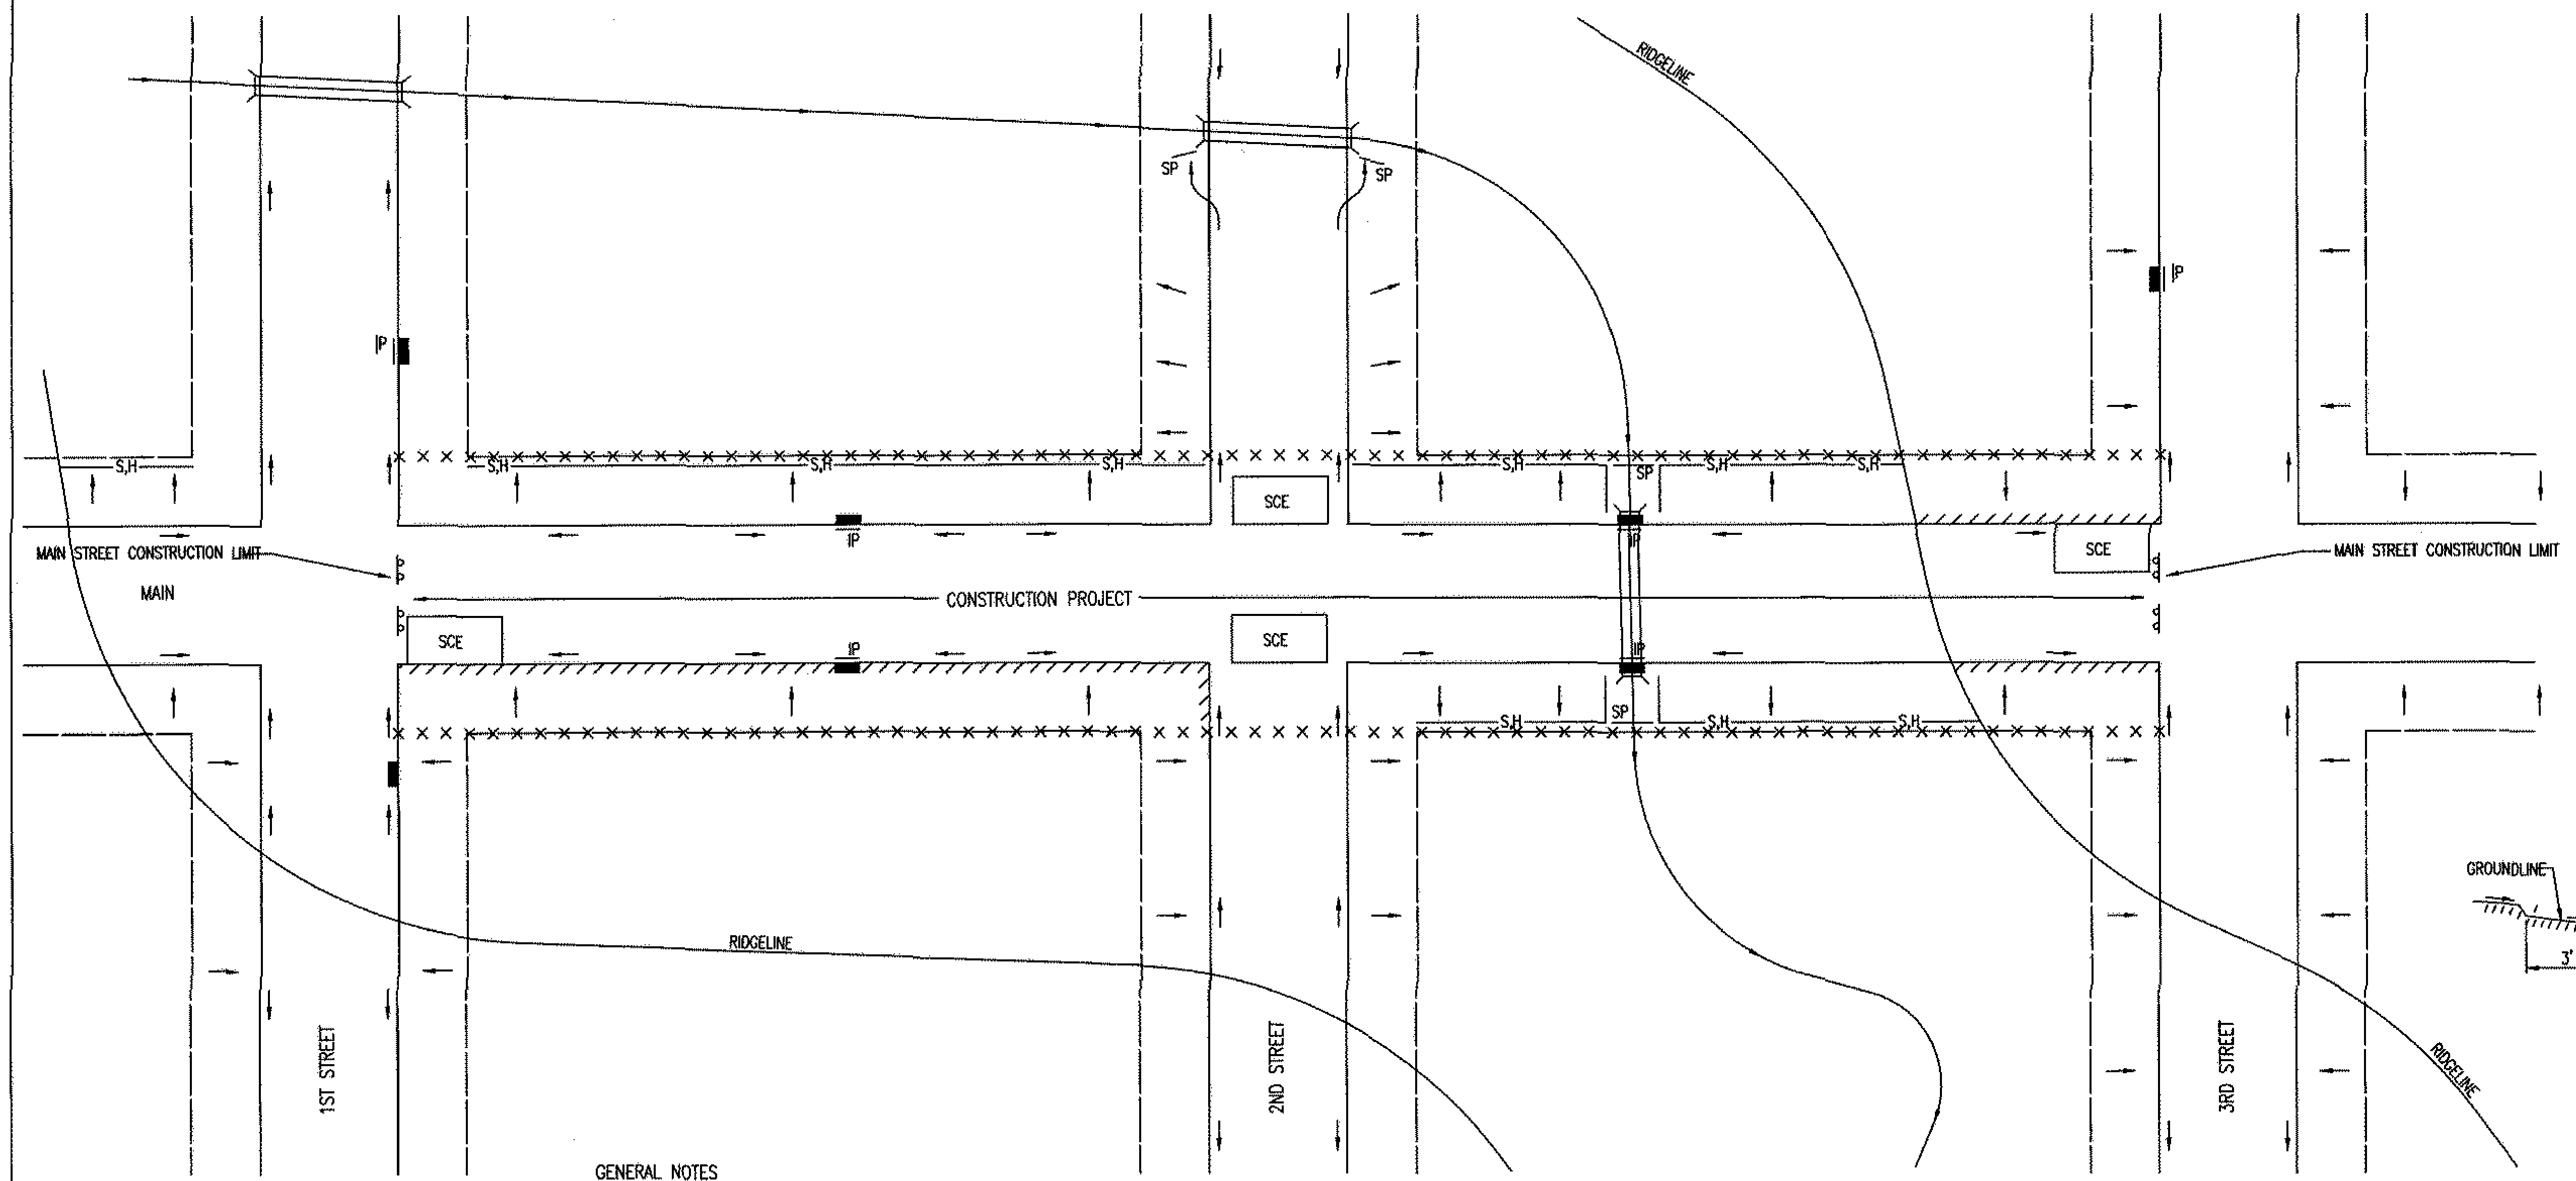 RIDGELINE
SP
SP
IP
IP
S,H
S,H
S,H
S,H
S,H
SP
S,H
S,H
SCE
IP
IP
SCE
MAIN STREET CONSTRUCTION LIMIT
MAIN STREET CONSTRUCTION LIMIT
MAIN
CONSTRUCTION PROJECT
SCE
SCE
IP
IP
S,H
SP
S,H
S,H
GROUNDLINE
3'
RIDGELINE
1ST STREET
2ND STREET
3RD STREET
RIDGELINE
GENERAL NOTES